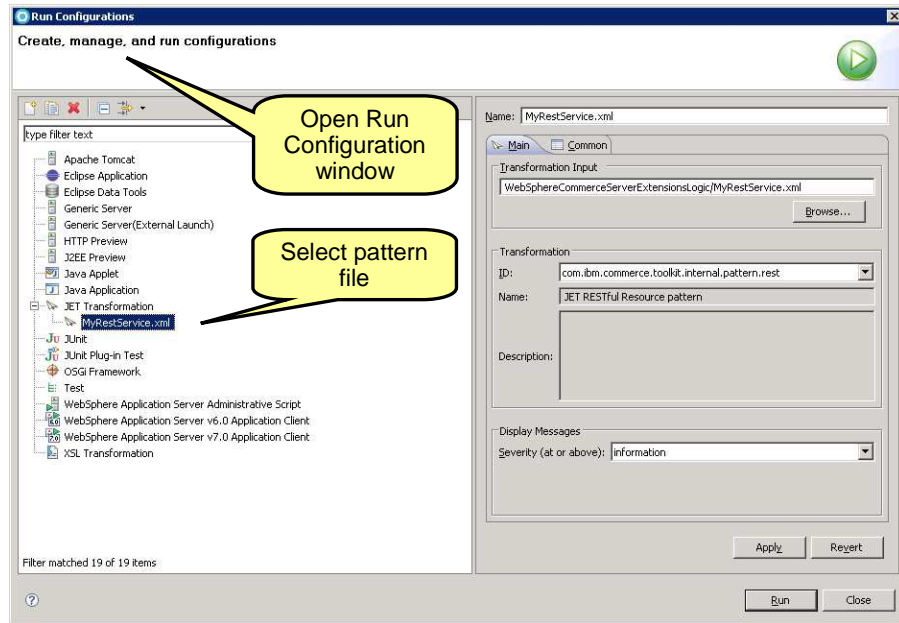 Run Configurations
Create, manage, and run configurations
Open Run
Configuration
window
type filter text
Apache Tomcat
Eclipse Application
Eclipse Data Tools
Generic Server
Generic Server(External Launch)
HTTP Preview
J2EE Preview
Java Applet
Java Application
JET Transformation
MyRestService.xml
JUnit
JUnit Plug-in Test
OSGi Framework
Test
WebSphere Application Server Administrative Script
WebSphere Application Server v6.0 Application Client
WebSphere Application Server v7.0 Application Client
XSL Transformation
Select pattern
file
Filter matched 19 of 19 items
Name: MyRestService.xml
Main Common
Transformation Input
WebSphereCommerceServerExtensionsLogic/MyRestService.xml
Browse...
Transformation
ID: com.ibm.commerce.toolkit.internal.pattern.rest
Name: JET RESTful Resource pattern
Description:
Display Messages
Severity (at or above): information
Apply Revert
Run Close